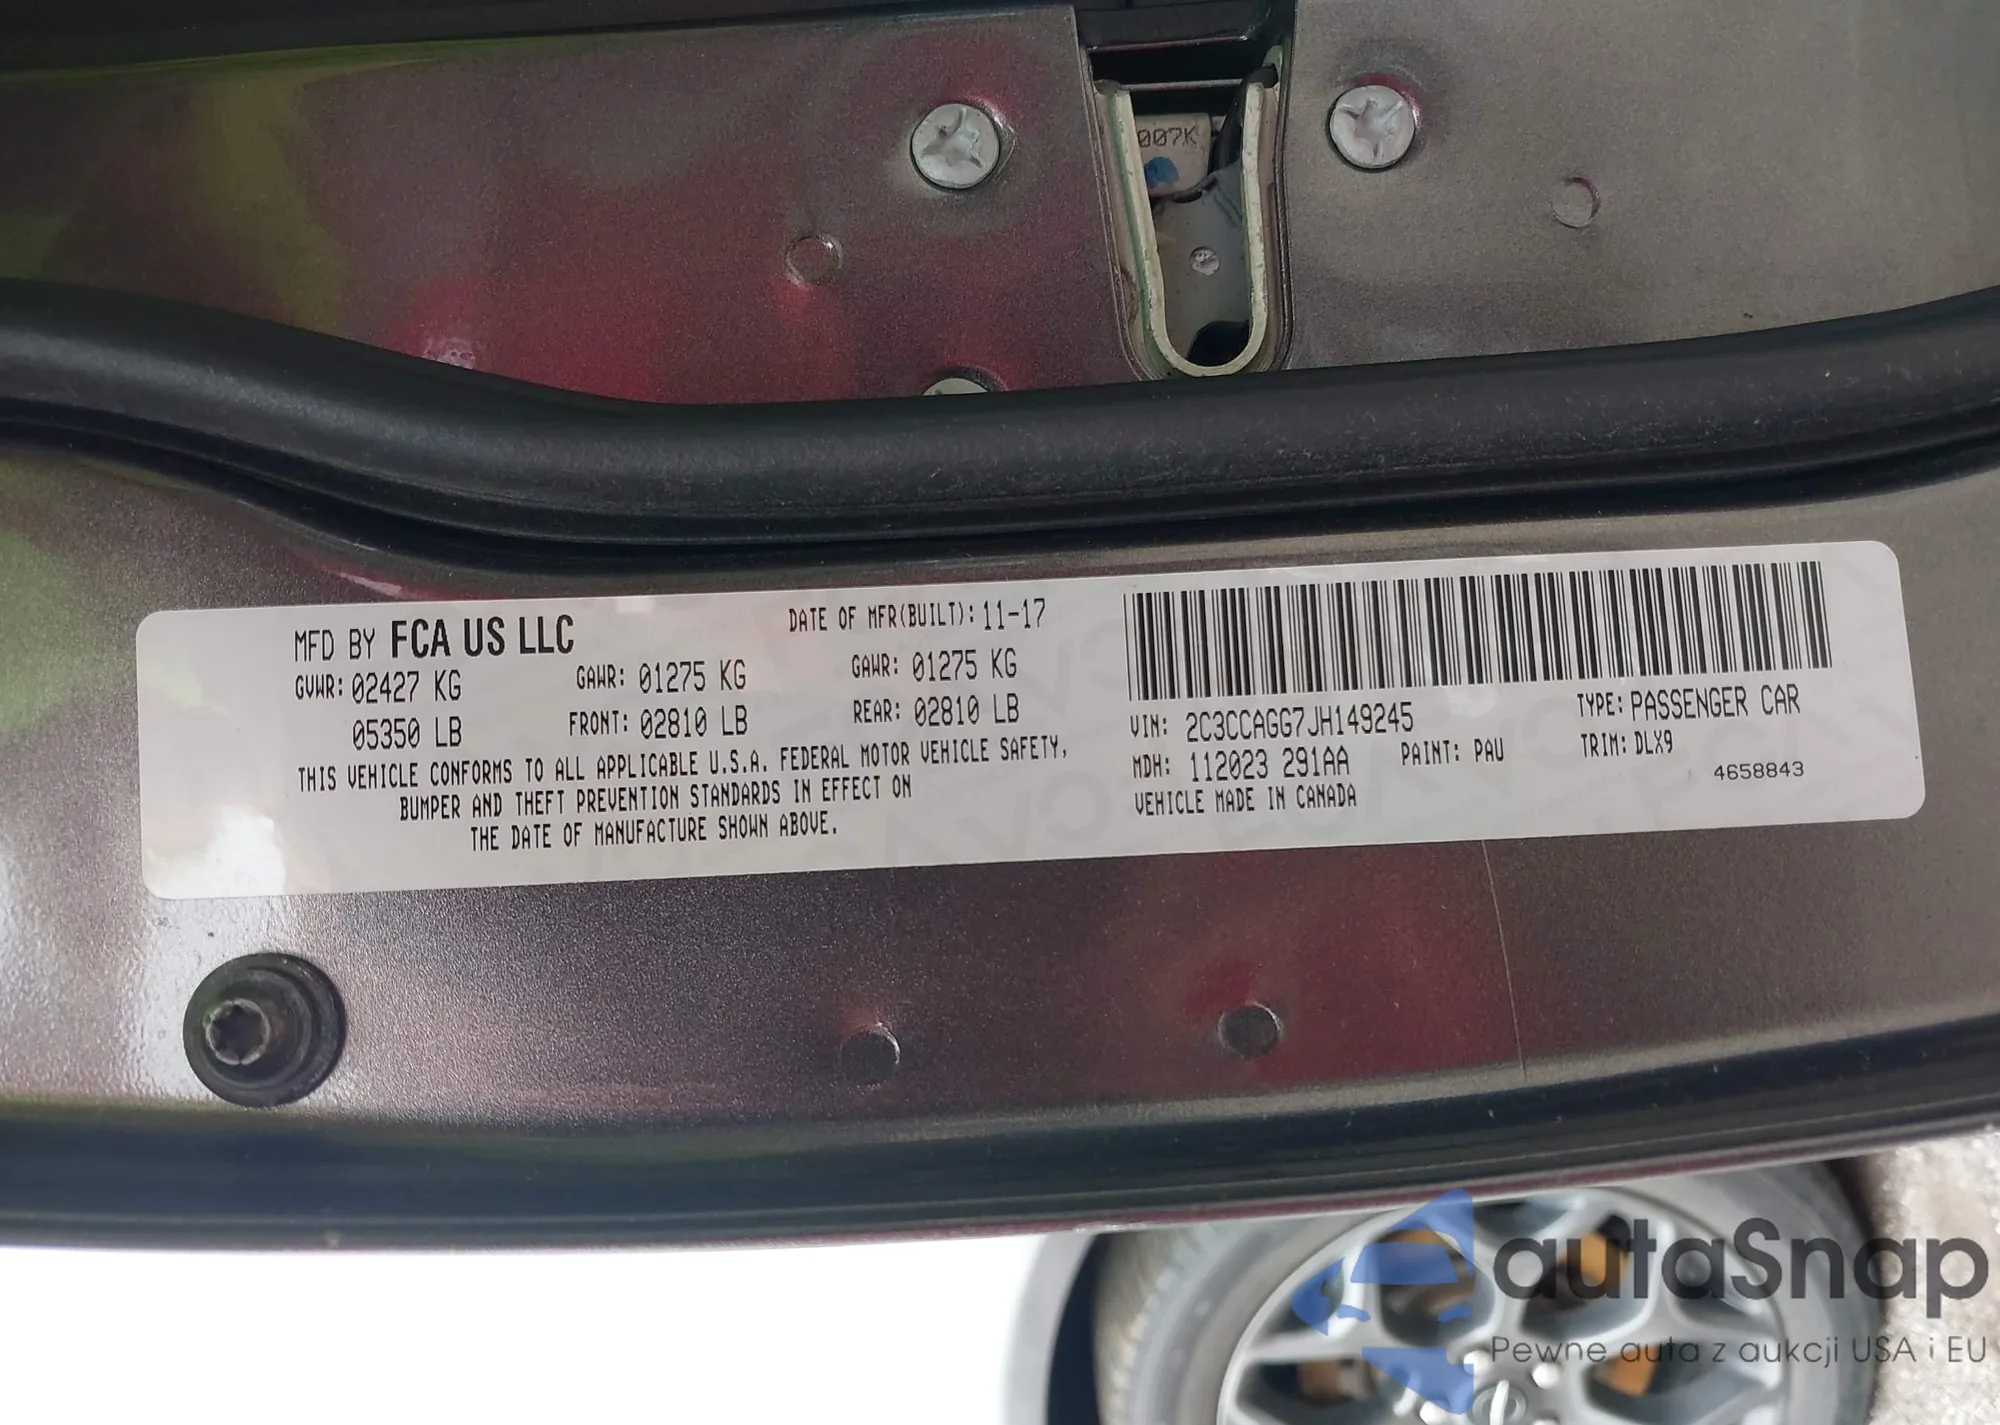 007K
MFD BY FCA US LLC
DATE OF MFR(BUILT): 11-17
GVWR: 02427 KG
GAWR: 01275 KG
GAWR: 01275 KG
05350 LB
FRONT: 02810 LB
REAR: 02810 LB
THIS VEHICLE CONFORMS TO ALL APPLICABLE U.S.A. FEDERAL MOTOR VEHICLE SAFETY,
BUMPER AND THEFT PREVENTION STANDARDS IN EFFECT ON
THE DATE OF MANUFACTURE SHOWN ABOVE.
VIN: 2C3CCAGG7JH149245
TYPE: PASSENGER CAR
MDH: 112023 291AA
PAINT: PAU
TRIM: DLX9
VEHICLE MADE IN CANADA
4658843
autaSnap
Pewne auta z aukcji USA i EU